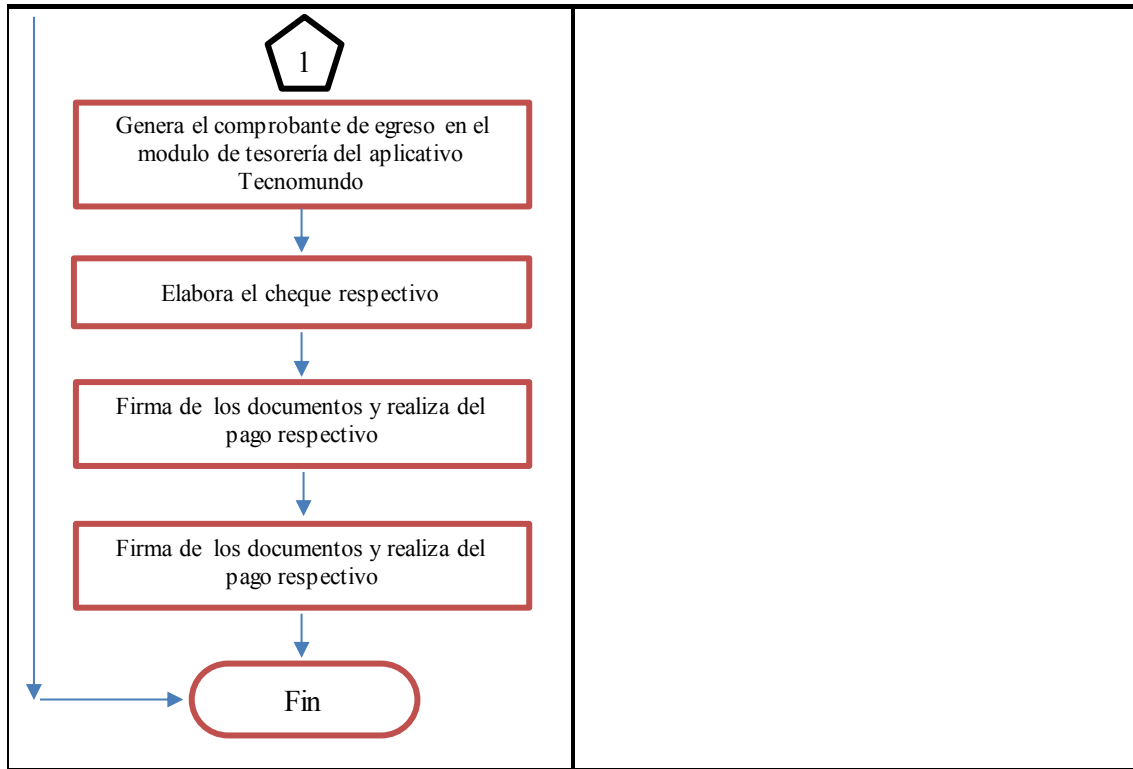 1
Genera el comprobante de egreso en el
modulo de tesorería del aplicativo
Tecnomundo
Elabora el cheque respectivo
Firma de los documentos y realiza del
pago respectivo
Firma de los documentos y realiza del
pago respectivo
Fin